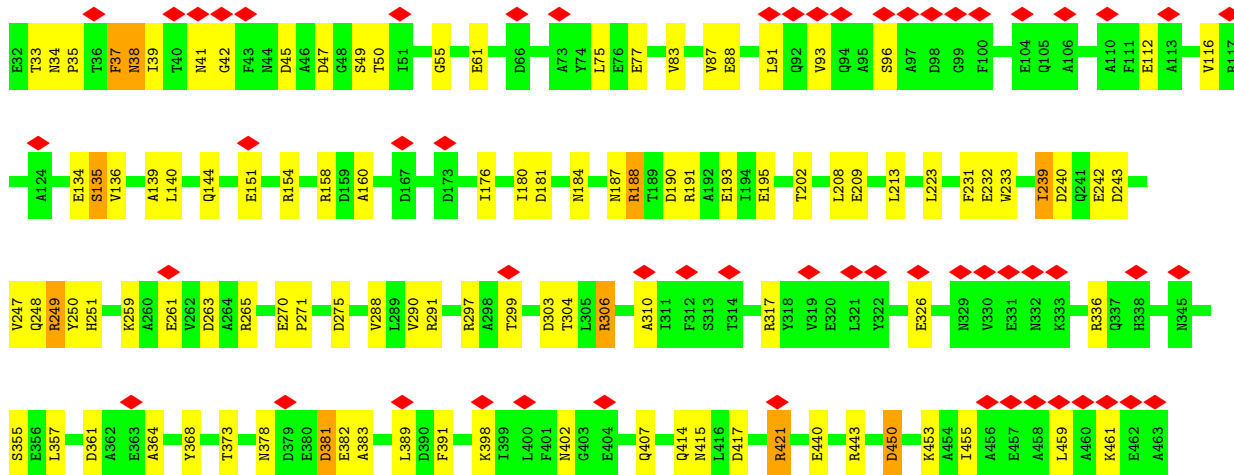 E32 T33 N34 P35 T36 F37 N38 I39 T40 N41 G42 F43 N44 D45 A46 D47 G48 S49 T50 I51 G55 E61 D66 A73 Y74 L75 E76 E77 V83 V87 E88 L91 Q92 V93 Q94 A95 S96 A97 D98 G99 F100 E104 Q105 A106 A110 F111 E112 A113 V116 R117
A124 E134 S135 V136 A139 L140 Q144 E151 R154 R158 D159 A160 D167 D173 I176 I180 D181 N184 N187 R188 T189 D190 R191 A192 E193 I194 E195 T202 L208 E209 L213 L223 F231 E232 W233 I239 D240 Q241 E242 D243
V247 Q248 R249 Y250 H251 K259 A260 E261 V262 D263 A264 R265 E270 P271 D275 V288 L289 V290 R291 R297 A298 T299 D303 T304 L305 R306 A310 I311 F312 S313 T314 R317 Y318 V319 E320 L321 Y322 E326 N329 V330 E331 N332 K333 R336 Q337 H338 N345
S355 E356 L357 D361 A362 E363 A364 Y368 T373 N378 D379 E380 D381 E382 A383 L389 D390 F391 K398 I399 L400 F401 N402 G403 E404 Q407 Q414 N415 L416 D417 R421 E440 R443 D450 K453 A454 I455 A456 E457 A458 L459 A460 K461 E462 A463